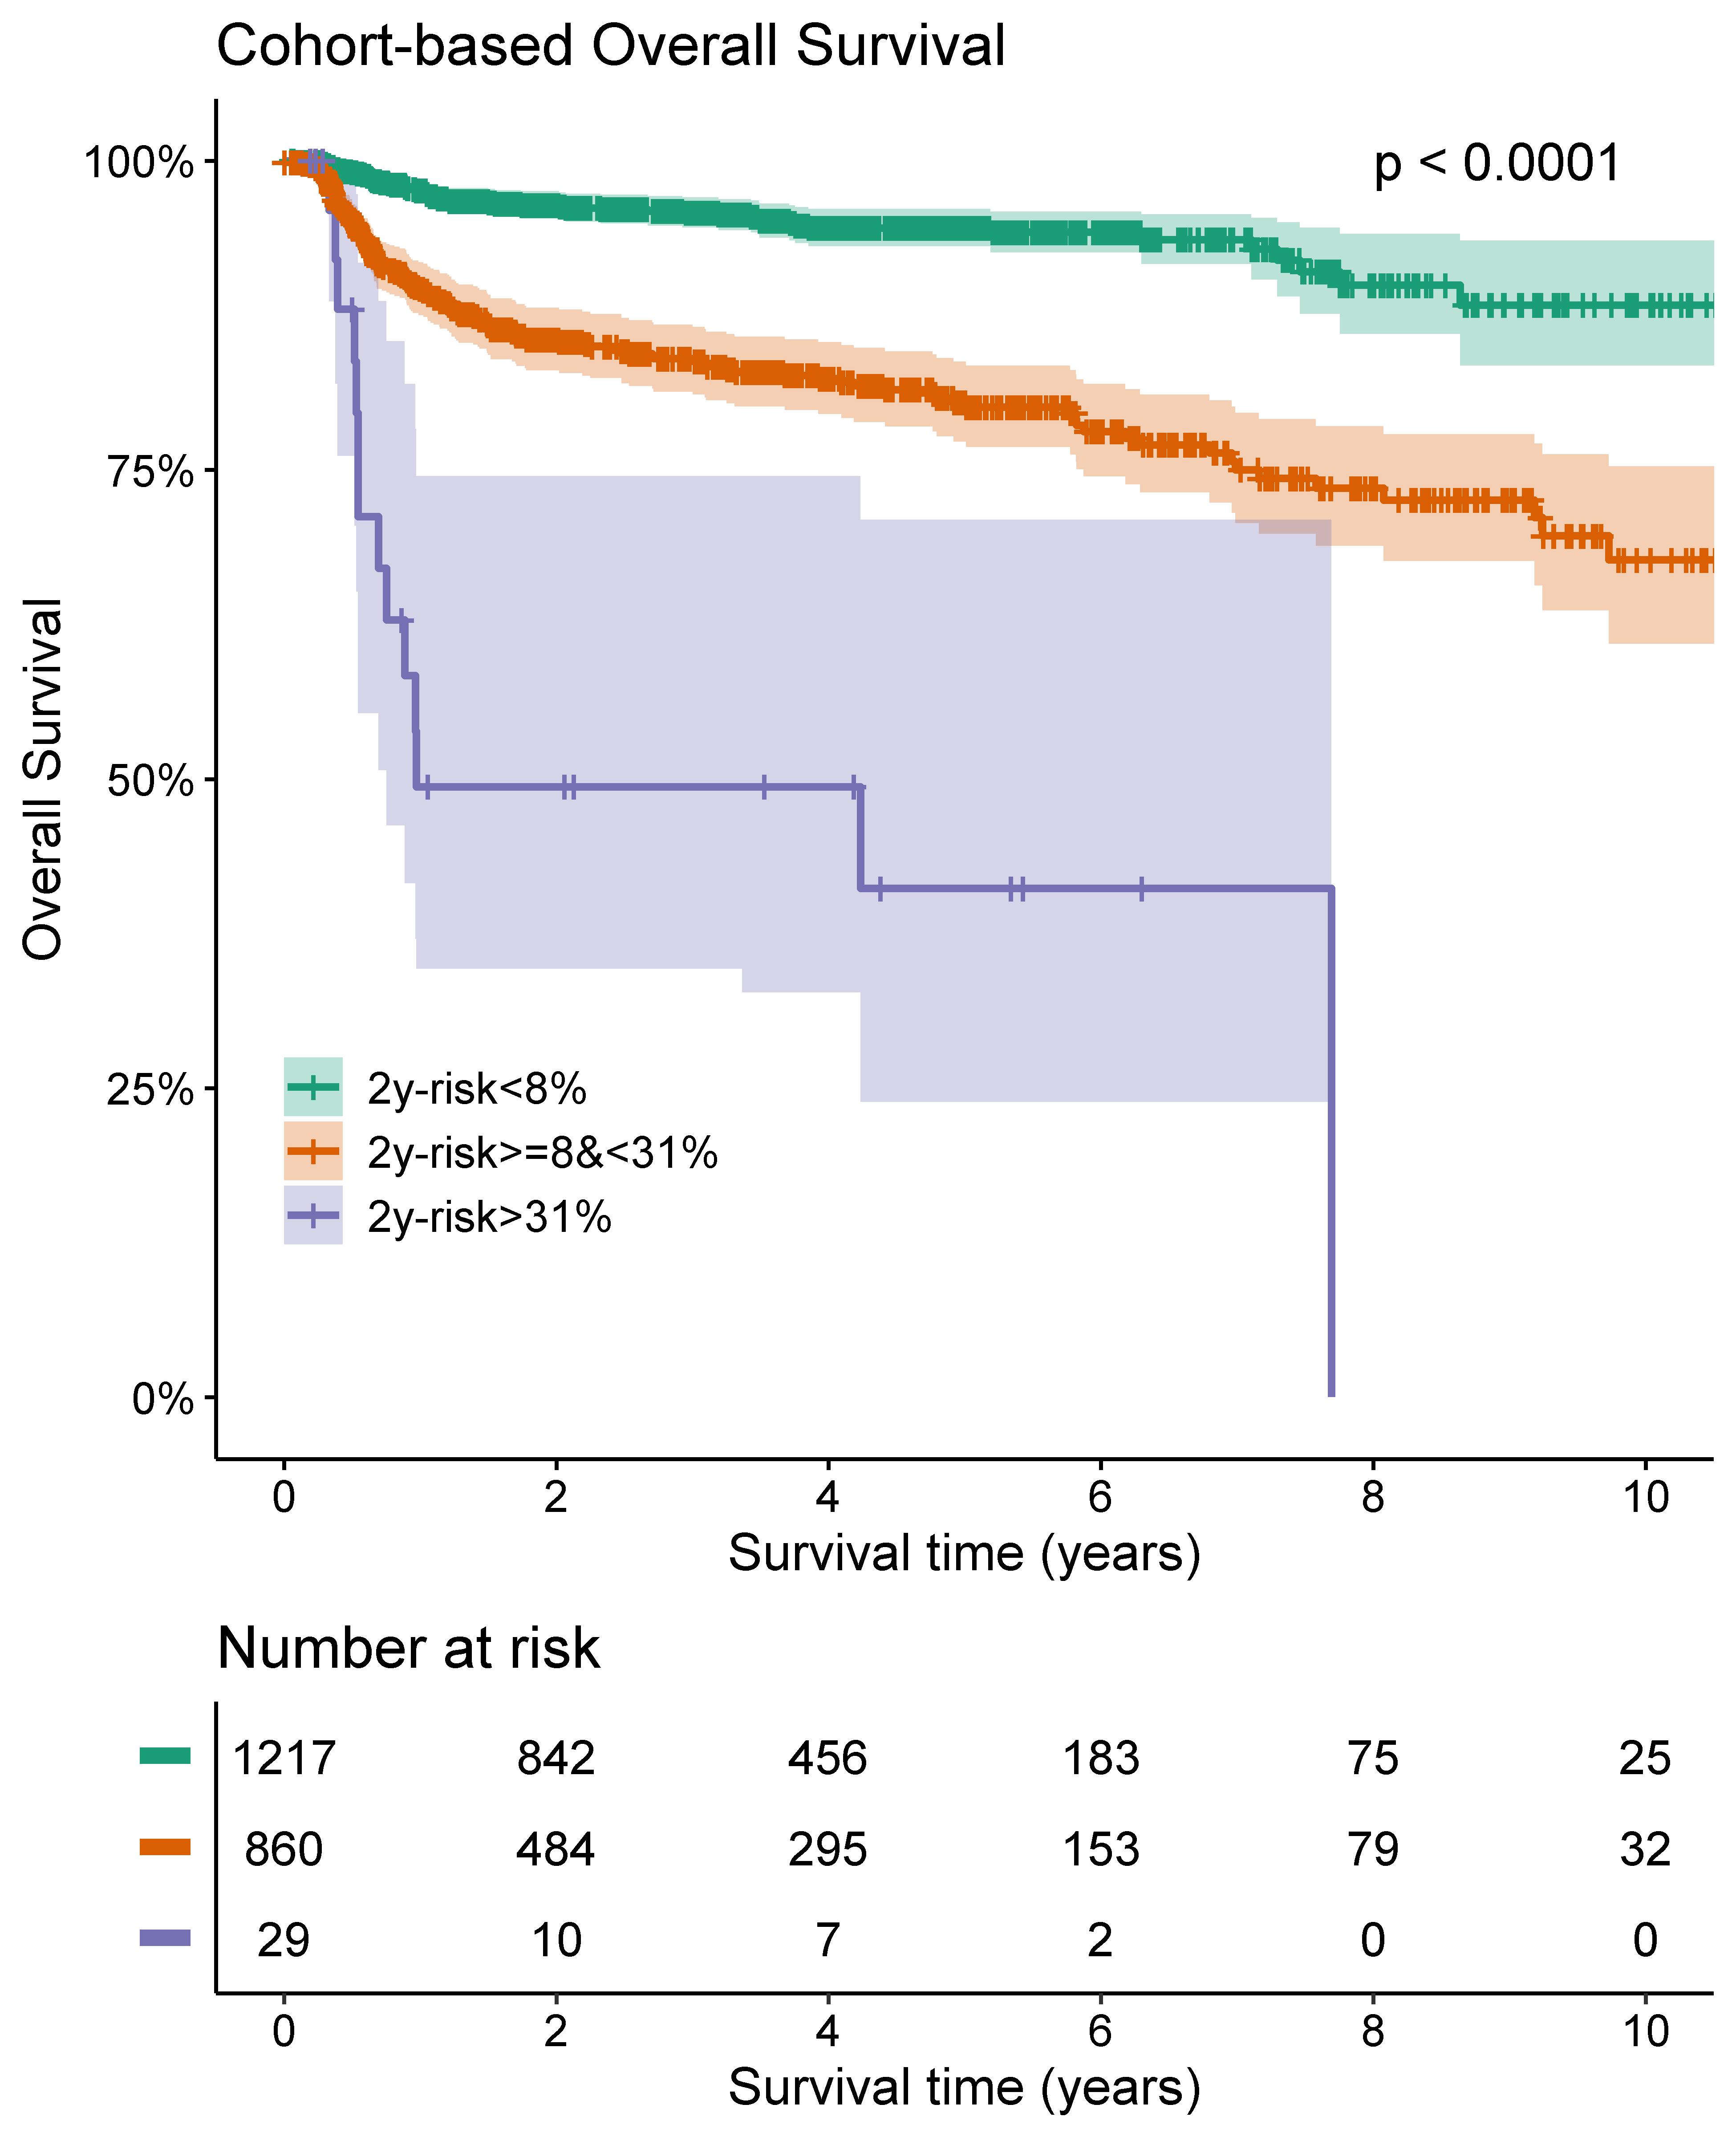 Cohort-based Overall Survival
p < 0.0001
100%
75%
50%
25%
0%
Overall Survival
2y-risk<8%
2y-risk>=8&<31%
2y-risk>31%
0 2 4 6 8 10
Survival time (years)
Number at risk
1217 842 456 183 75 25
860 484 295 153 79 32
29 10 7 2 0 0
0 2 4 6 8 10
Survival time (years)